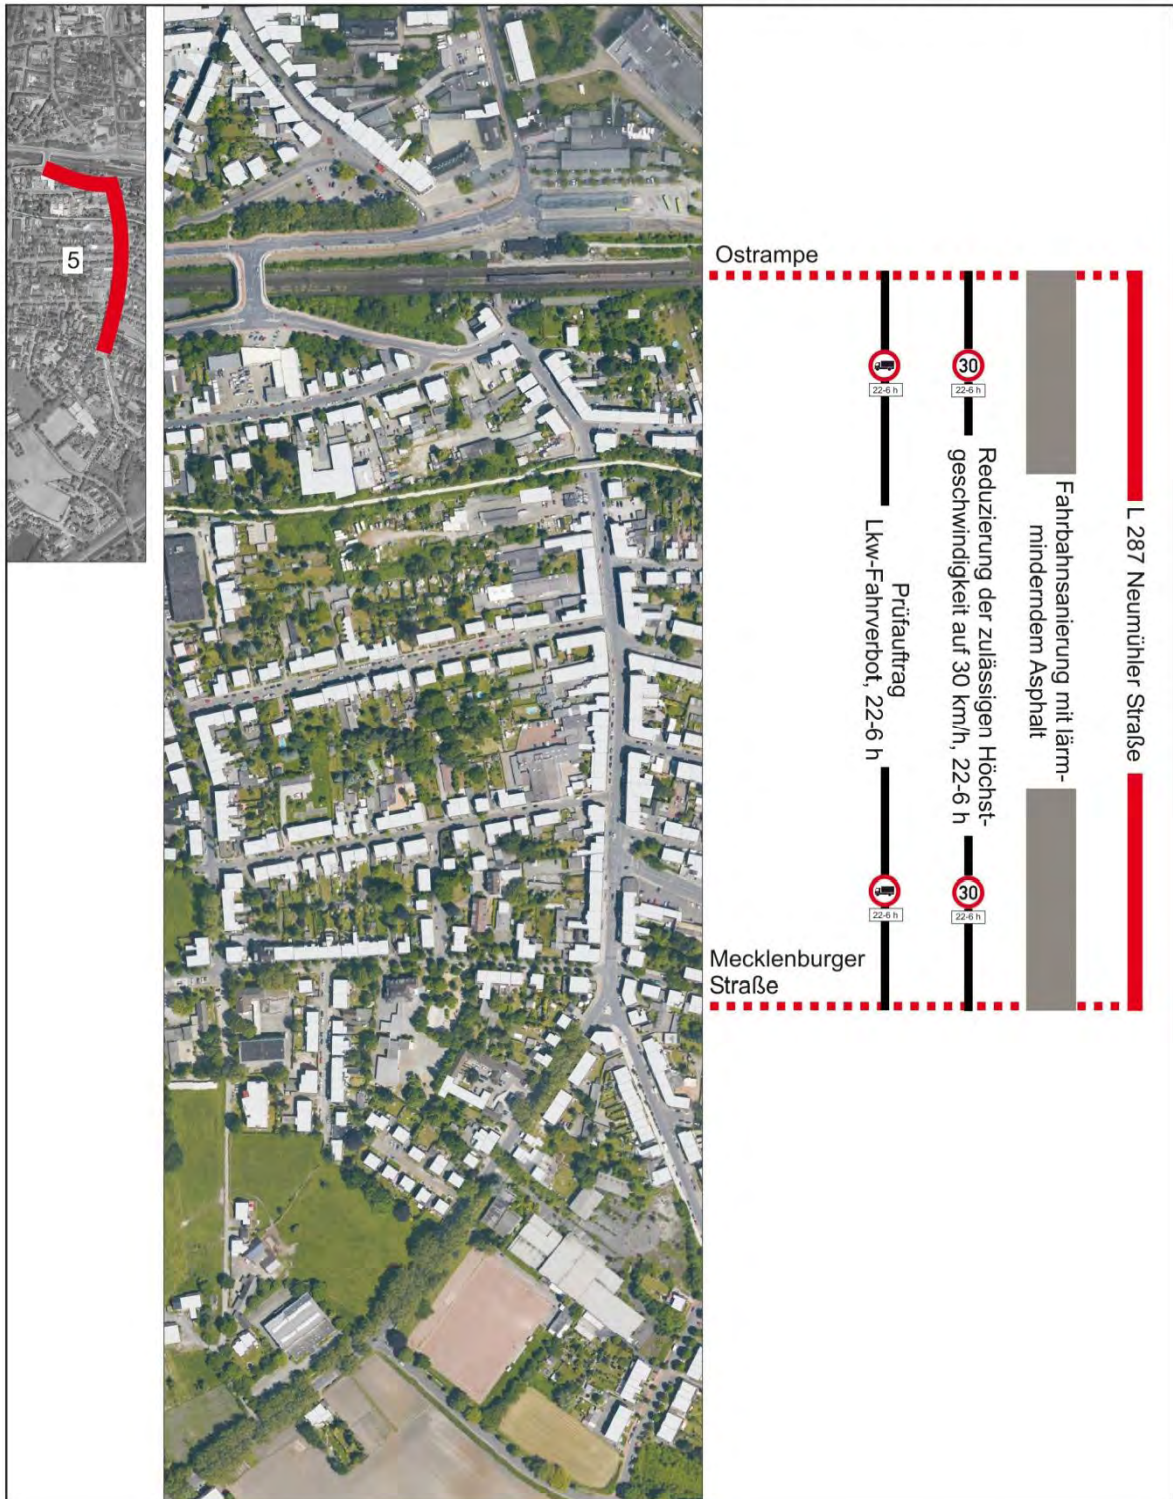 5
Ostrampe
Mecklenburger
Straße
L 287 Neumühler Straße
Fahrbahnsanierung mit lärm-
minderndem Asphalt
Reduzierung der zulässigen Höchst-
geschwindigkeit auf 30 km/h, 22-6 h
Prüfauftrag
Lkw-Fahrverbot, 22-6 h
22-6 h
30
22-6 h
22-6 h
30
22-6 h